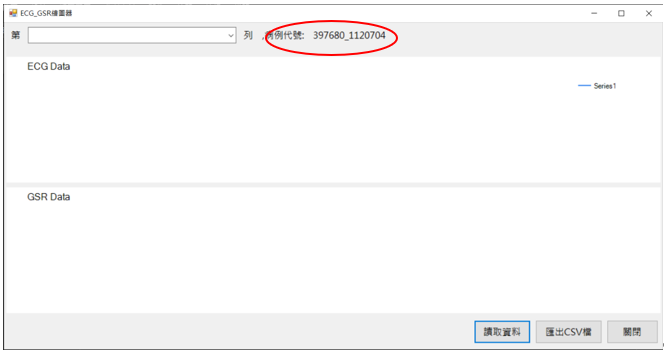 ECG_GSR繪圖器
第 列 ,病例代號: 397680_1120704
ECG Data
Series1
GSR Data
讀取資料 匯出CSV檔 關閉